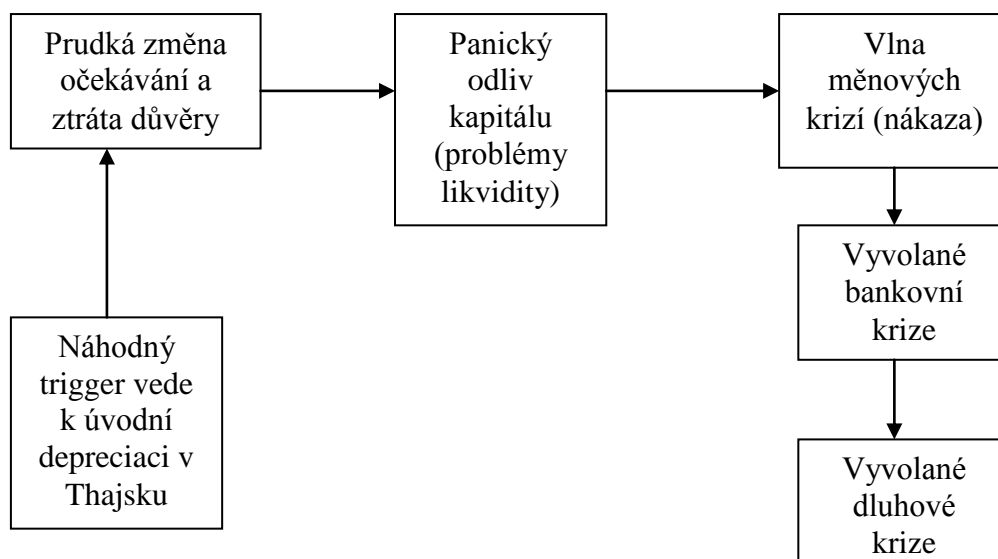 Prudká změna
očekávání a
ztráta důvěry
Panický
odliv
kapitálu
(problémy
likvidity)
Vlna
měnových
krizí (nákaza)
Vyvolané
bankovní
krize
Náhodný
trigger vede
k úvodní
depreciaci v
Thajsku
Vyvolané
dluhové
krize